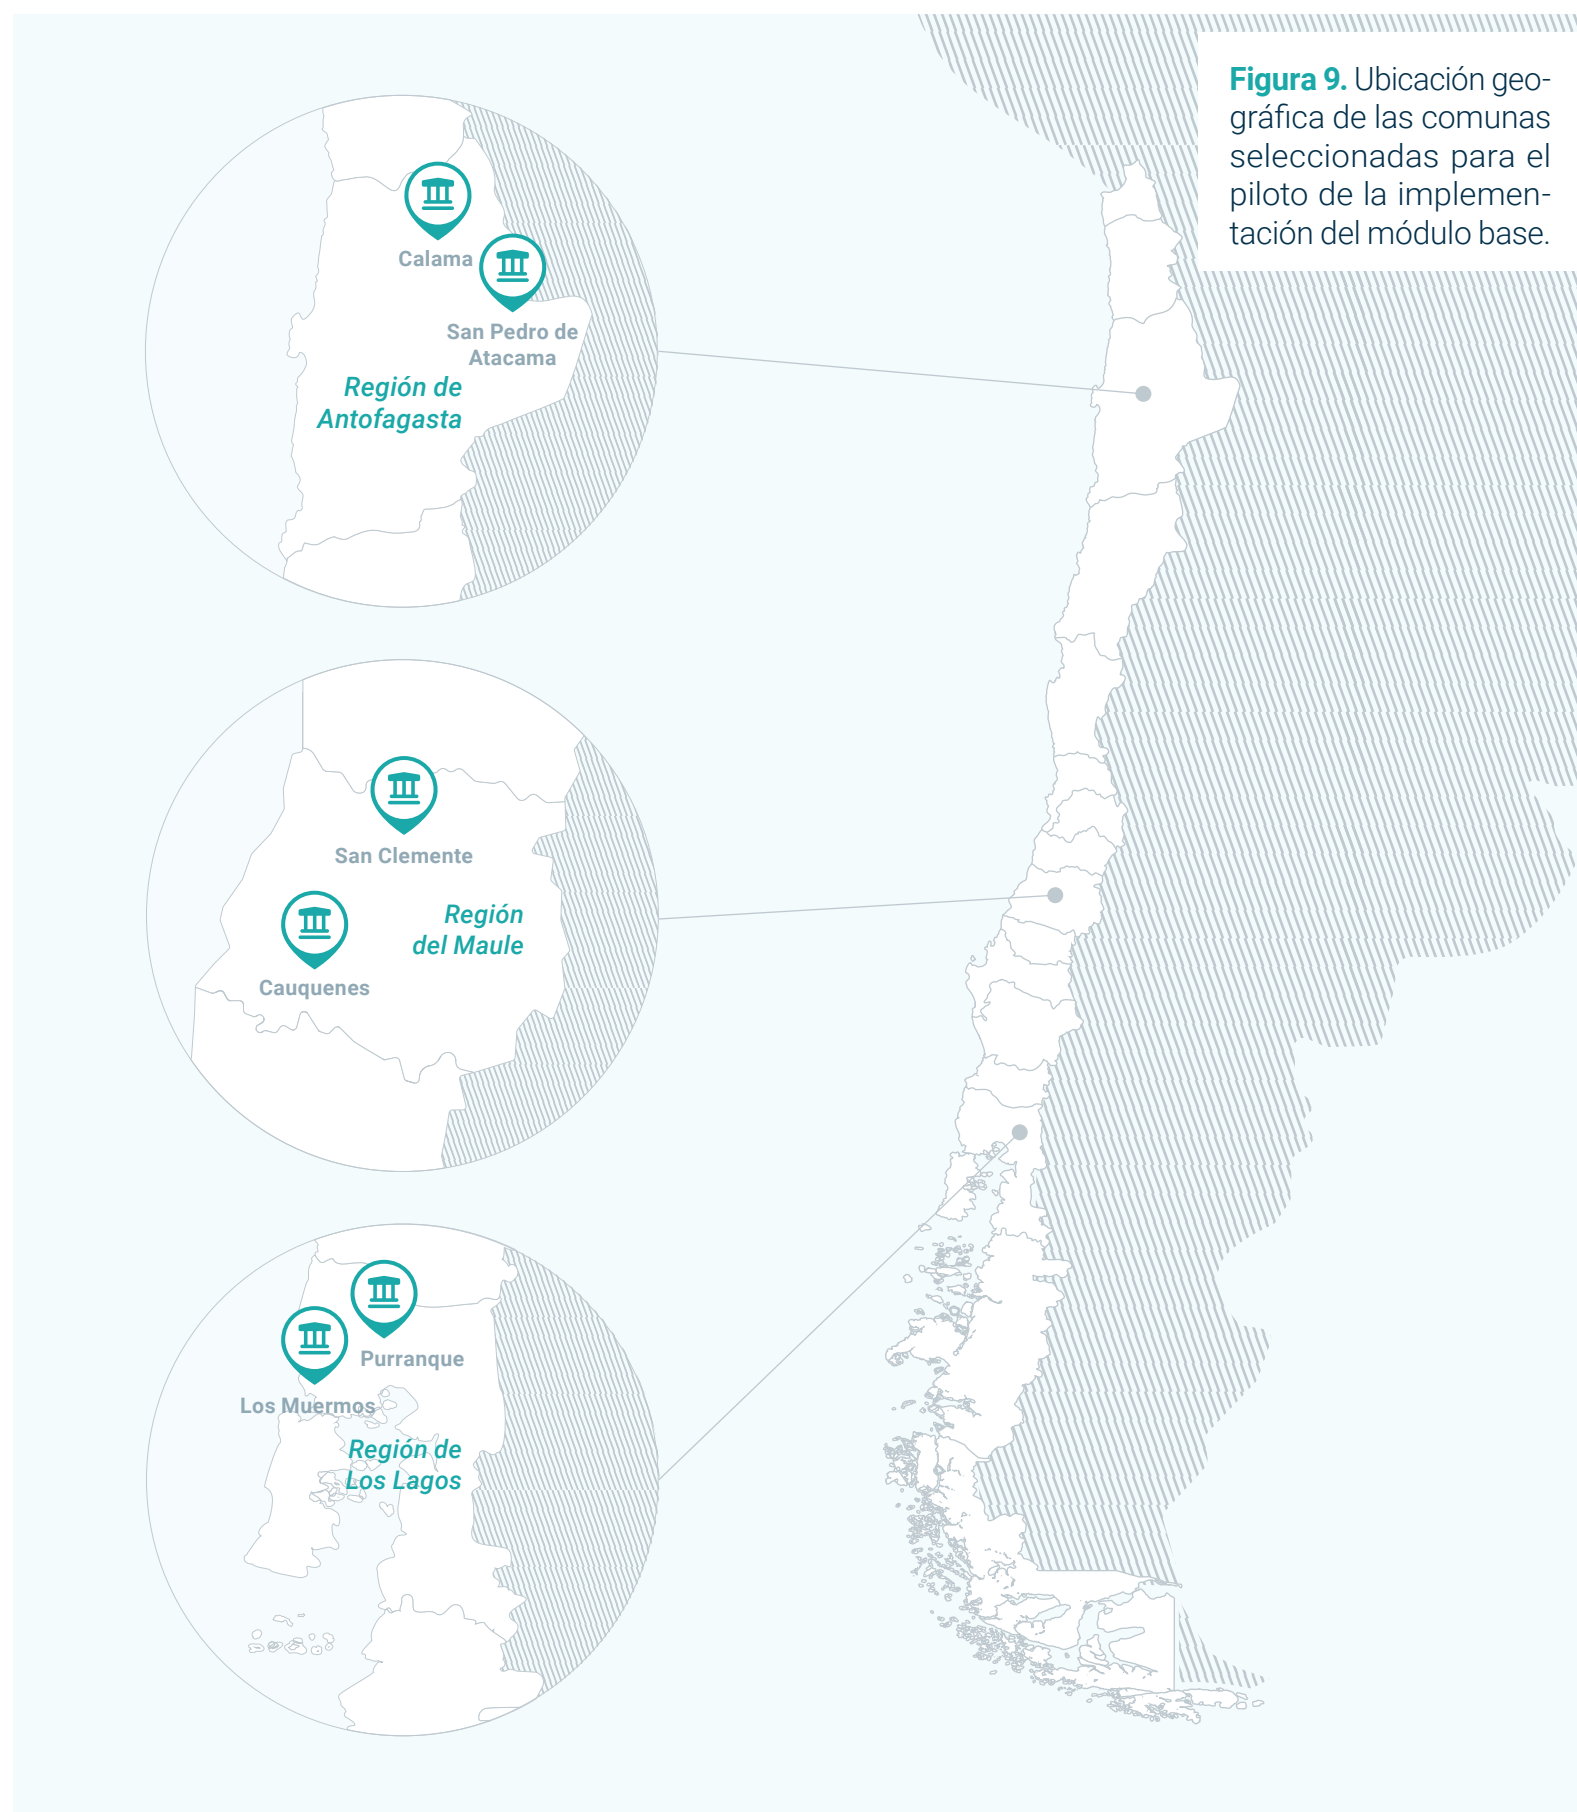 Figura 9. Ubicación geo-
gráfica de las comunas
seleccionadas para el
piloto de la implemen-
tación del módulo base.
Calama
San Pedro de
Atacama
Región de
Antofagasta
San Clemente
Región
del Maule
Cauquenes
Purranque
Los Muermos
Región de
Los Lagos